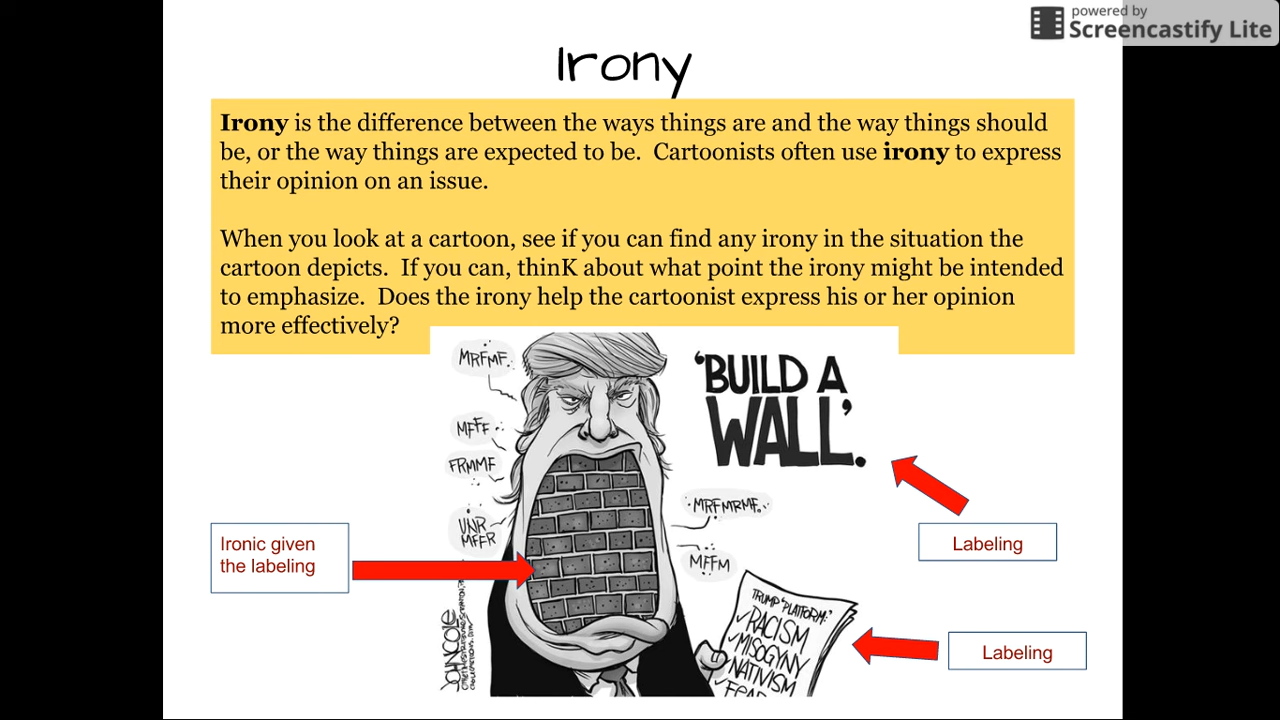 powered by
Screencastify Lite
Irony
Irony is the difference between the ways things are and the way things should
be, or the way things are expected to be.  Cartoonists often use irony to express
their opinion on an issue.
When you look at a cartoon, see if you can find any irony in the situation the
cartoon depicts.  If you can, thinK about what point the irony might be intended
to emphasize.  Does the irony help the cartoonist express his or her opinion
more effectively?
MRFMF.
'BUILD A
WALL'.
MFFF
FRMMF
MRFMRMF.
UNR
MFFR
MFFM
Ironic given
the labeling
Labeling
TRUMP "PLATFORM:"
RACISM
MISOGYNY
NATIVISM
FEAR
Labeling
JOHN COLE